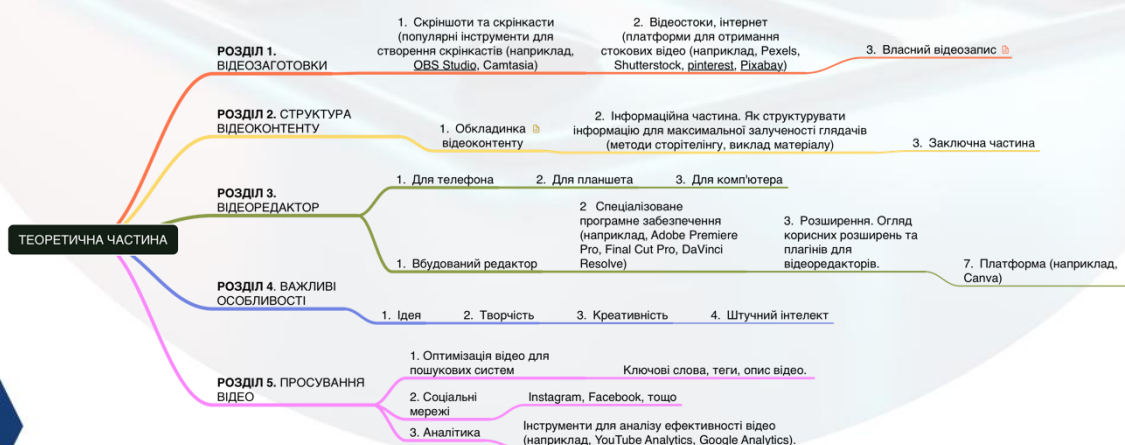 ТЕОРЕТИЧНА ЧАСТИНА
РОЗДІЛ 1.
ВІДЕОЗАГОТОВКИ
1. Скріншоти та скрінкасти
(популярні інструменти для
створення скрінкастів (наприклад,
OBS Studio, Camtasia)
2. Відеостоки, інтернет
(платформи для отримання
стокових відео (наприклад, Pexels,
Shutterstock, pinterest, Pixabay)
3. Власний відеозапис
РОЗДІЛ 2. СТРУКТУРА
ВІДЕОКОНТЕНТУ
1. Обкладинка
відеоконтенту
2. Інформаційна частина. Як структурувати
інформацію для максимальної залученості глядачів
(методи сторітелінгу, виклад матеріалу)
3. Заключна частина
РОЗДІЛ 3.
ВІДЕОРЕДАКТОР
1. Для телефона
2. Для планшета
3. Для комп'ютера
1. Вбудований редактор
2 Спеціалізоване
програмне забезпечення
(наприклад, Adobe Premiere
Pro, Final Cut Pro, DaVinci
Resolve)
3. Розширення. Огляд
корисних розширень та
плагінів для
відеоредакторів.
7. Платформа (наприклад,
Canva)
РОЗДІЛ 4. ВАЖЛИВІ
ОСОБЛИВОСТІ
1. Ідея
2. Творчість
3. Креативність
4. Штучний інтелект
РОЗДІЛ 5. ПРОСУВАННЯ
ВІДЕО
1. Оптимізація відео для
пошукових систем
Ключові слова, теги, опис відео.
2. Соціальні
мережі
Instagram, Facebook, тощо
3. Аналітика
Інструменти для аналізу ефективності відео
(наприклад, YouTube Analytics, Google Analytics).